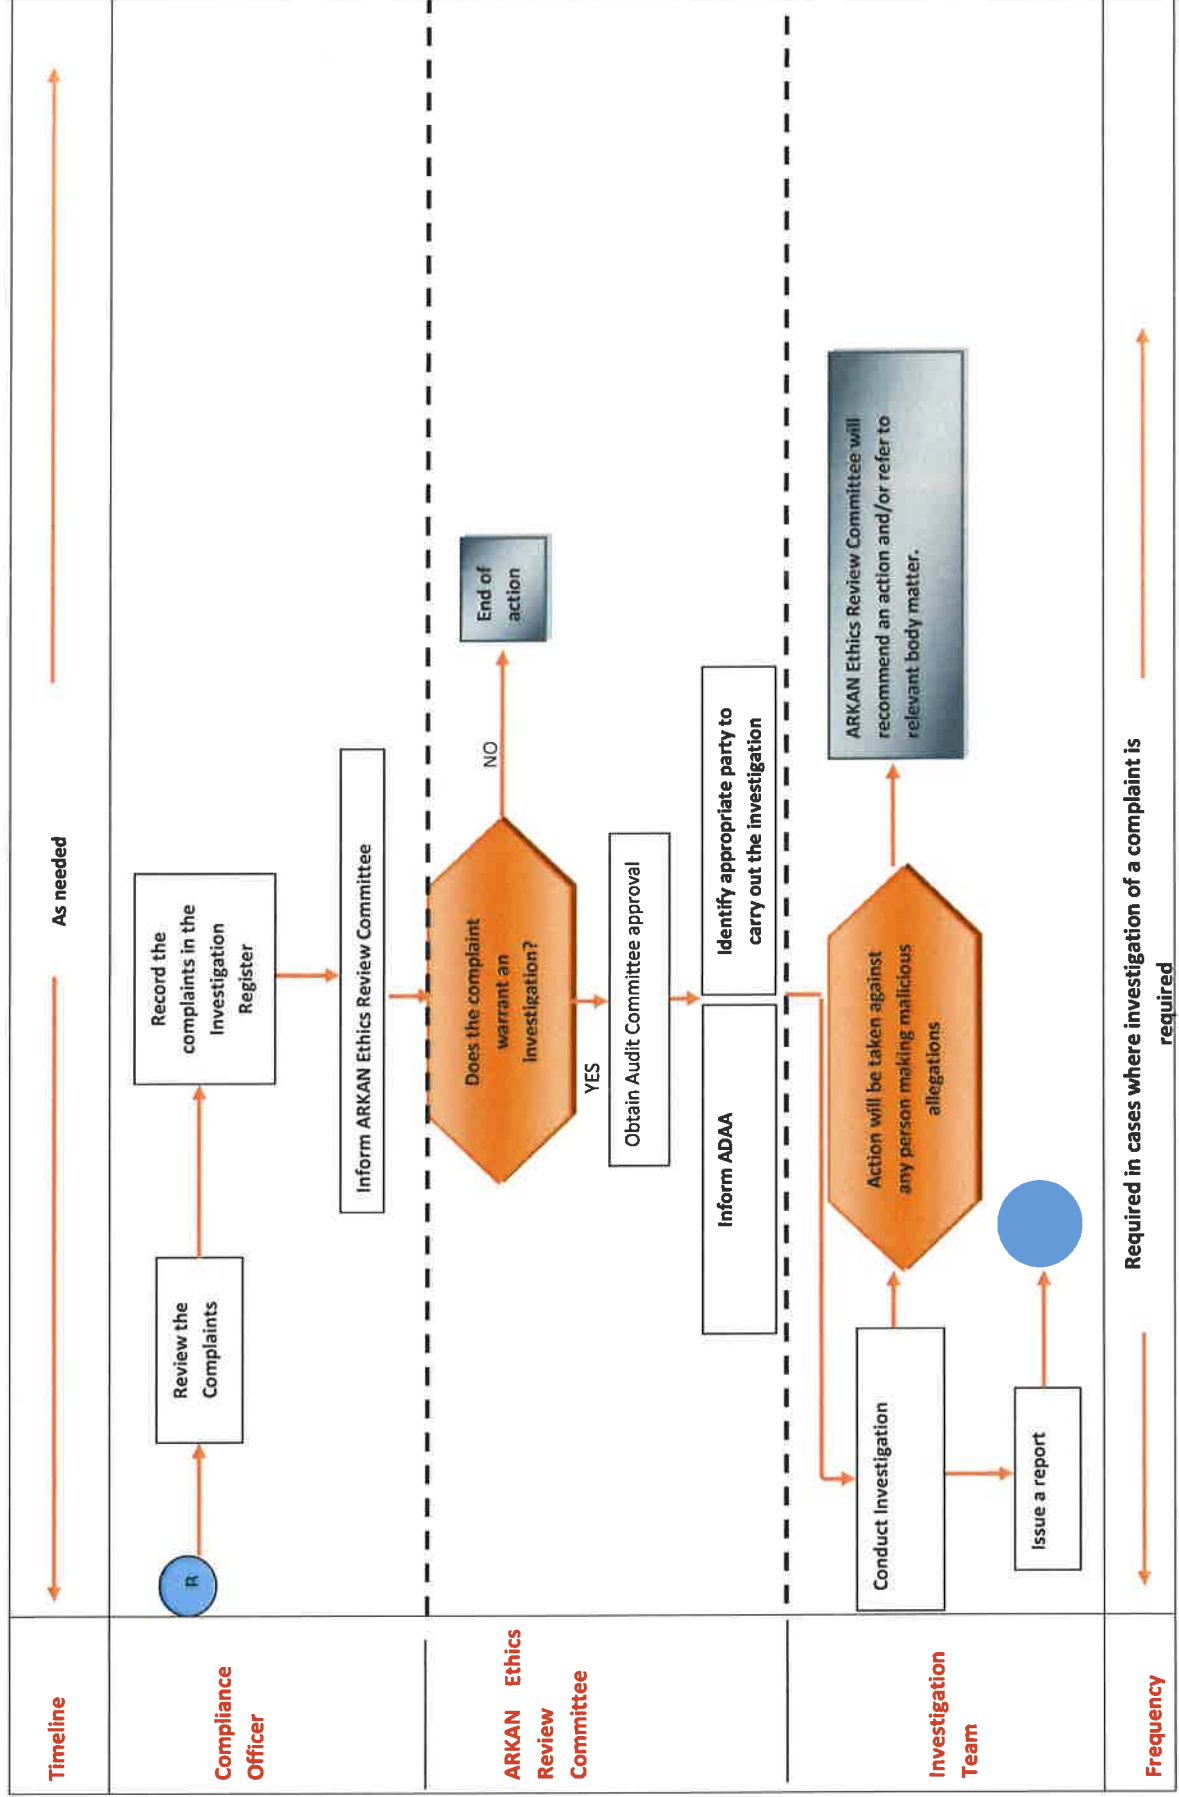 Timeline
As needed
Compliance
Officer
R
Review the
Complaints
Record the
complaints in the
Investigation
Register
Inform ARKAN Ethics Review Committee
ARKAN Ethics
Review
Committee
Does the complaint
warrant an
investigation?
NO
End of
action
YES
Obtain Audit Committee approval
Inform ADAA
Identify appropriate party to
carry out the investigation
Investigation
Team
Conduct Investigation
Action will be taken against
any person making malicious
allegations
ARKAN Ethics Review Committee will
recommend an action and/or refer to
relevant body matter.
Issue a report
Frequency
Required in cases where investigation of a complaint is
required